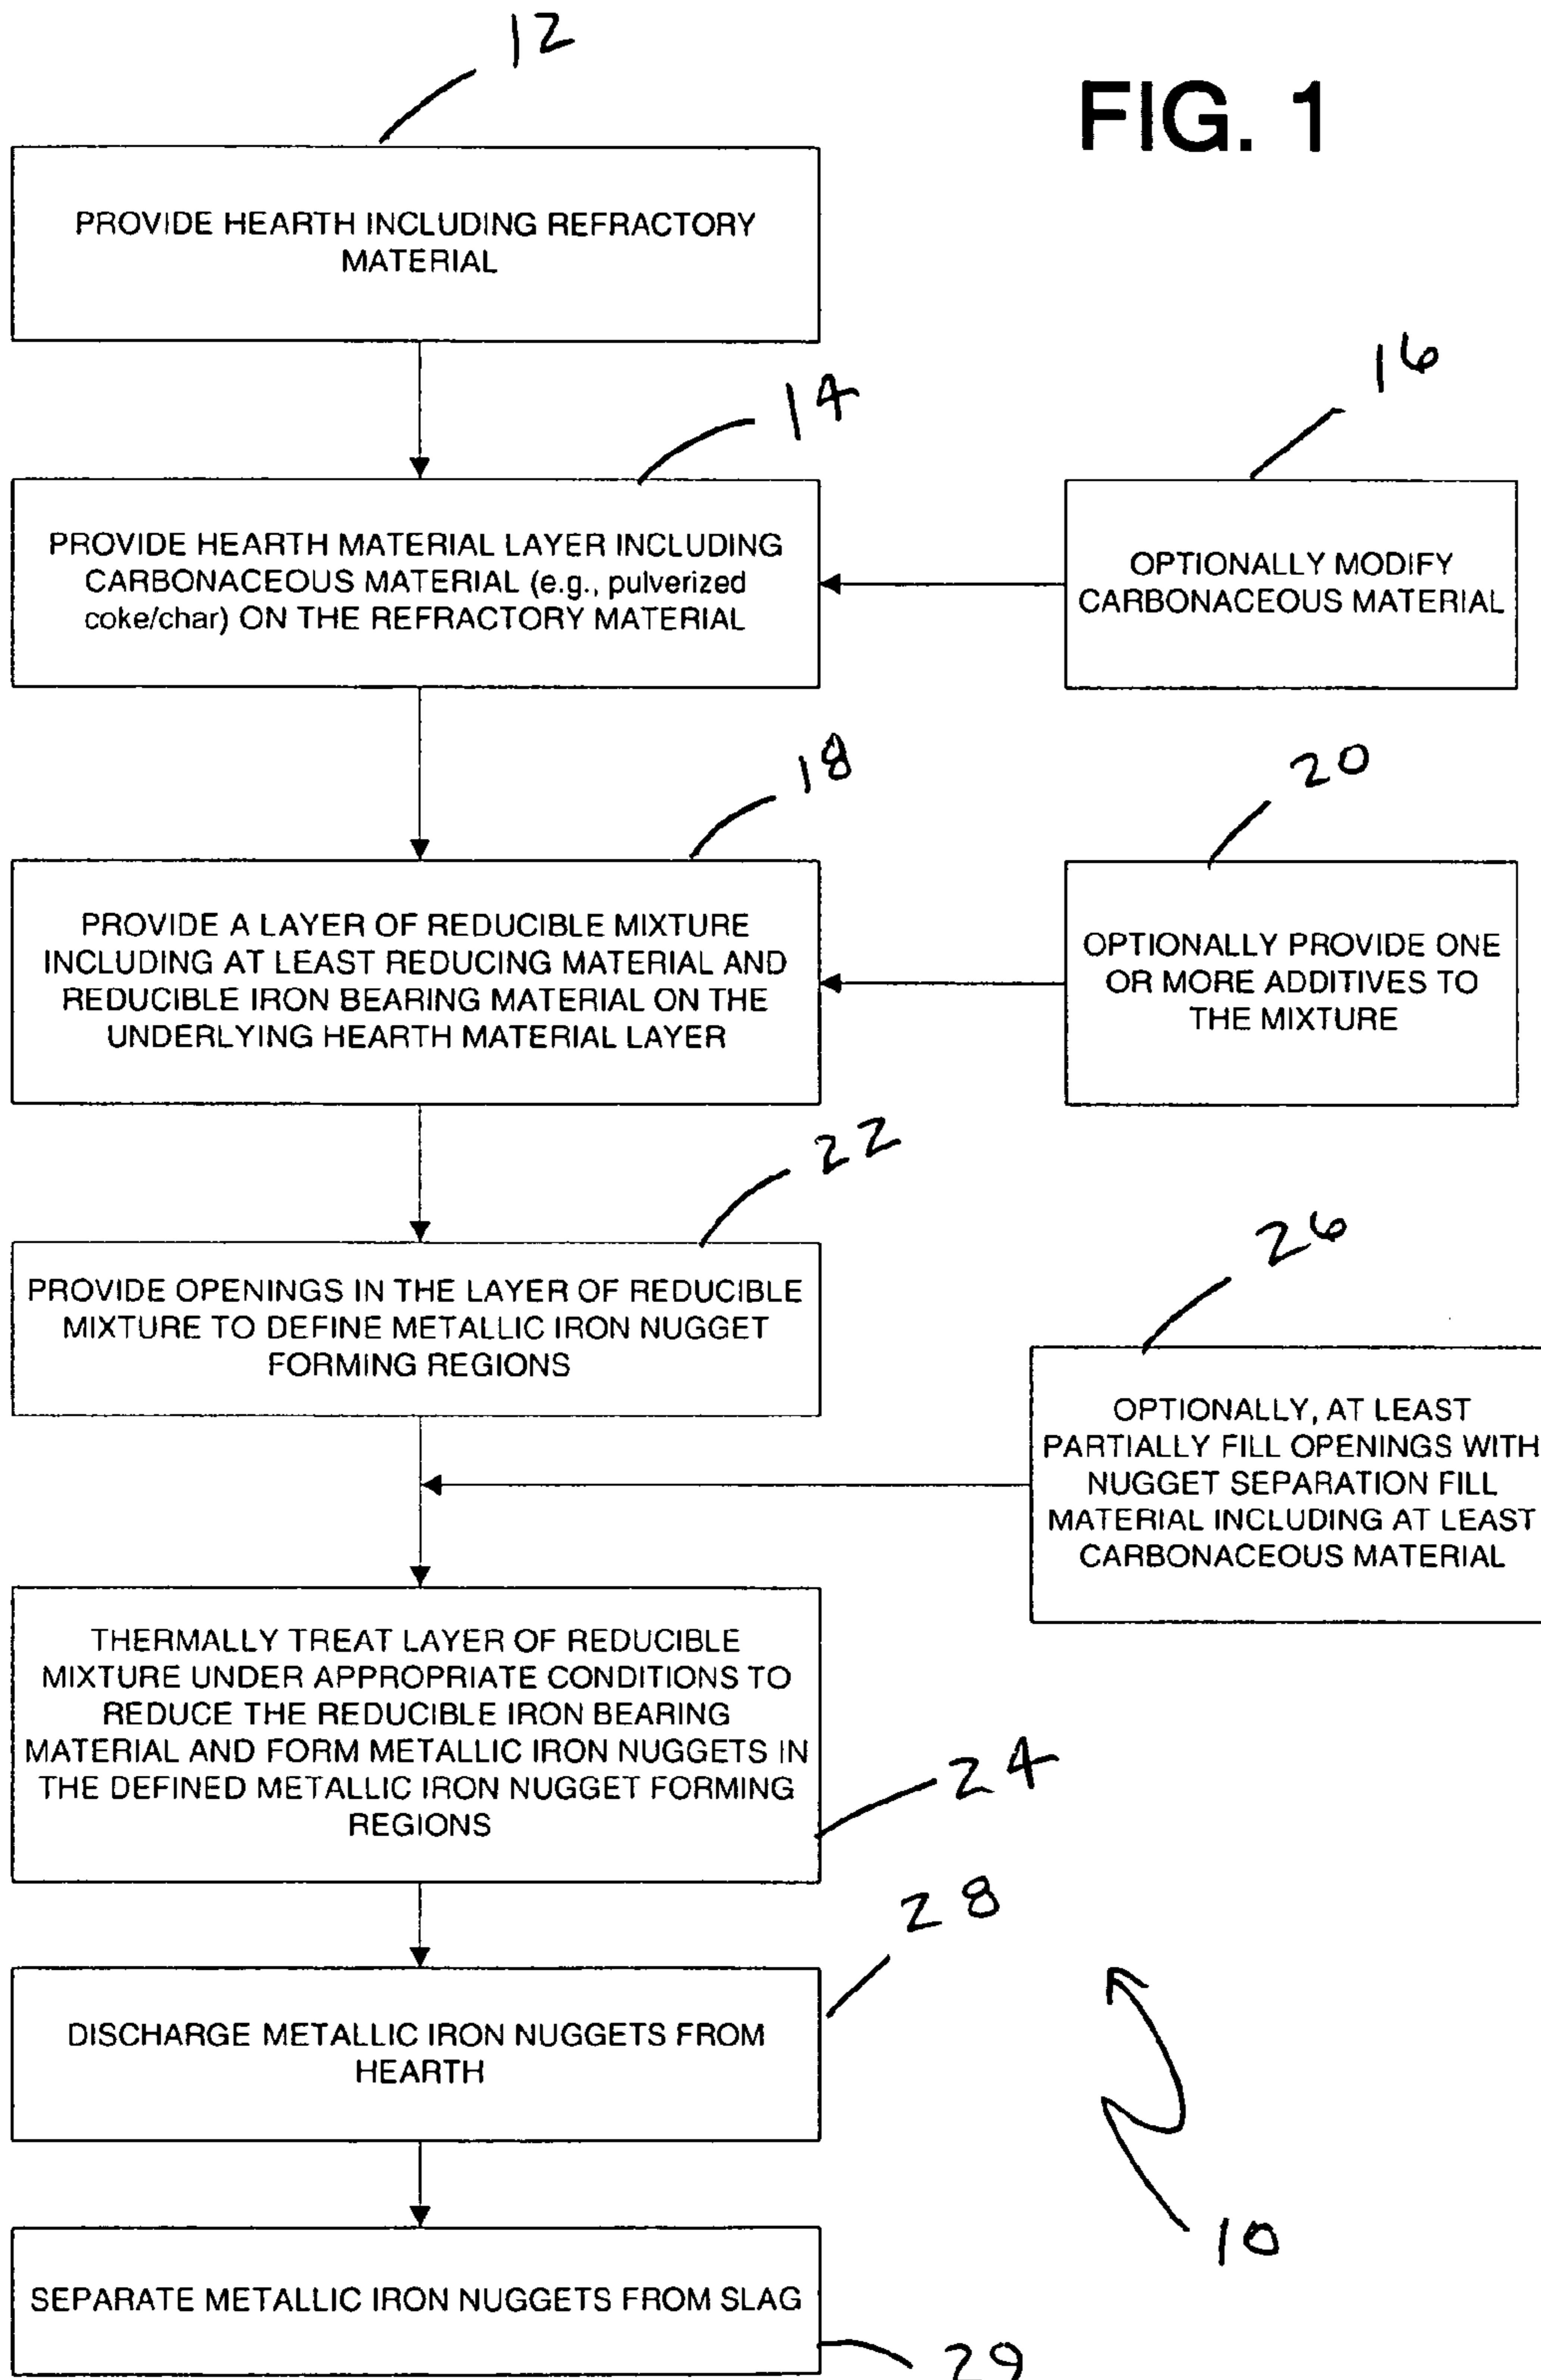 12
FIG. 1
PROVIDE HEARTH INCLUDING REFRACTORY
MATERIAL
14
16
PROVIDE HEARTH MATERIAL LAYER INCLUDING
CARBONACEOUS MATERIAL (e.g., pulverized
coke/char) ON THE REFRACTORY MATERIAL
OPTIONALLY MODIFY
CARBONACEOUS MATERIAL
18
20
PROVIDE A LAYER OF REDUCIBLE MIXTURE
INCLUDING AT LEAST REDUCING MATERIAL AND
REDUCIBLE IRON BEARING MATERIAL ON THE
UNDERLYING HEARTH MATERIAL LAYER
OPTIONALLY PROVIDE ONE
OR MORE ADDITIVES TO
THE MIXTURE
22
PROVIDE OPENINGS IN THE LAYER OF REDUCIBLE
MIXTURE TO DEFINE METALLIC IRON NUGGET
FORMING REGIONS
26
OPTIONALLY, AT LEAST
PARTIALLY FILL OPENINGS WITH
NUGGET SEPARATION FILL
MATERIAL INCLUDING AT LEAST
CARBONACEOUS MATERIAL
THERMALLY TREAT LAYER OF REDUCIBLE
MIXTURE UNDER APPROPRIATE CONDITIONS TO
REDUCE THE REDUCIBLE IRON BEARING
MATERIAL AND FORM METALLIC IRON NUGGETS IN
THE DEFINED METALLIC IRON NUGGET FORMING
REGIONS
24
28
DISCHARGE METALLIC IRON NUGGETS FROM
HEARTH
10
SEPARATE METALLIC IRON NUGGETS FROM SLAG
29